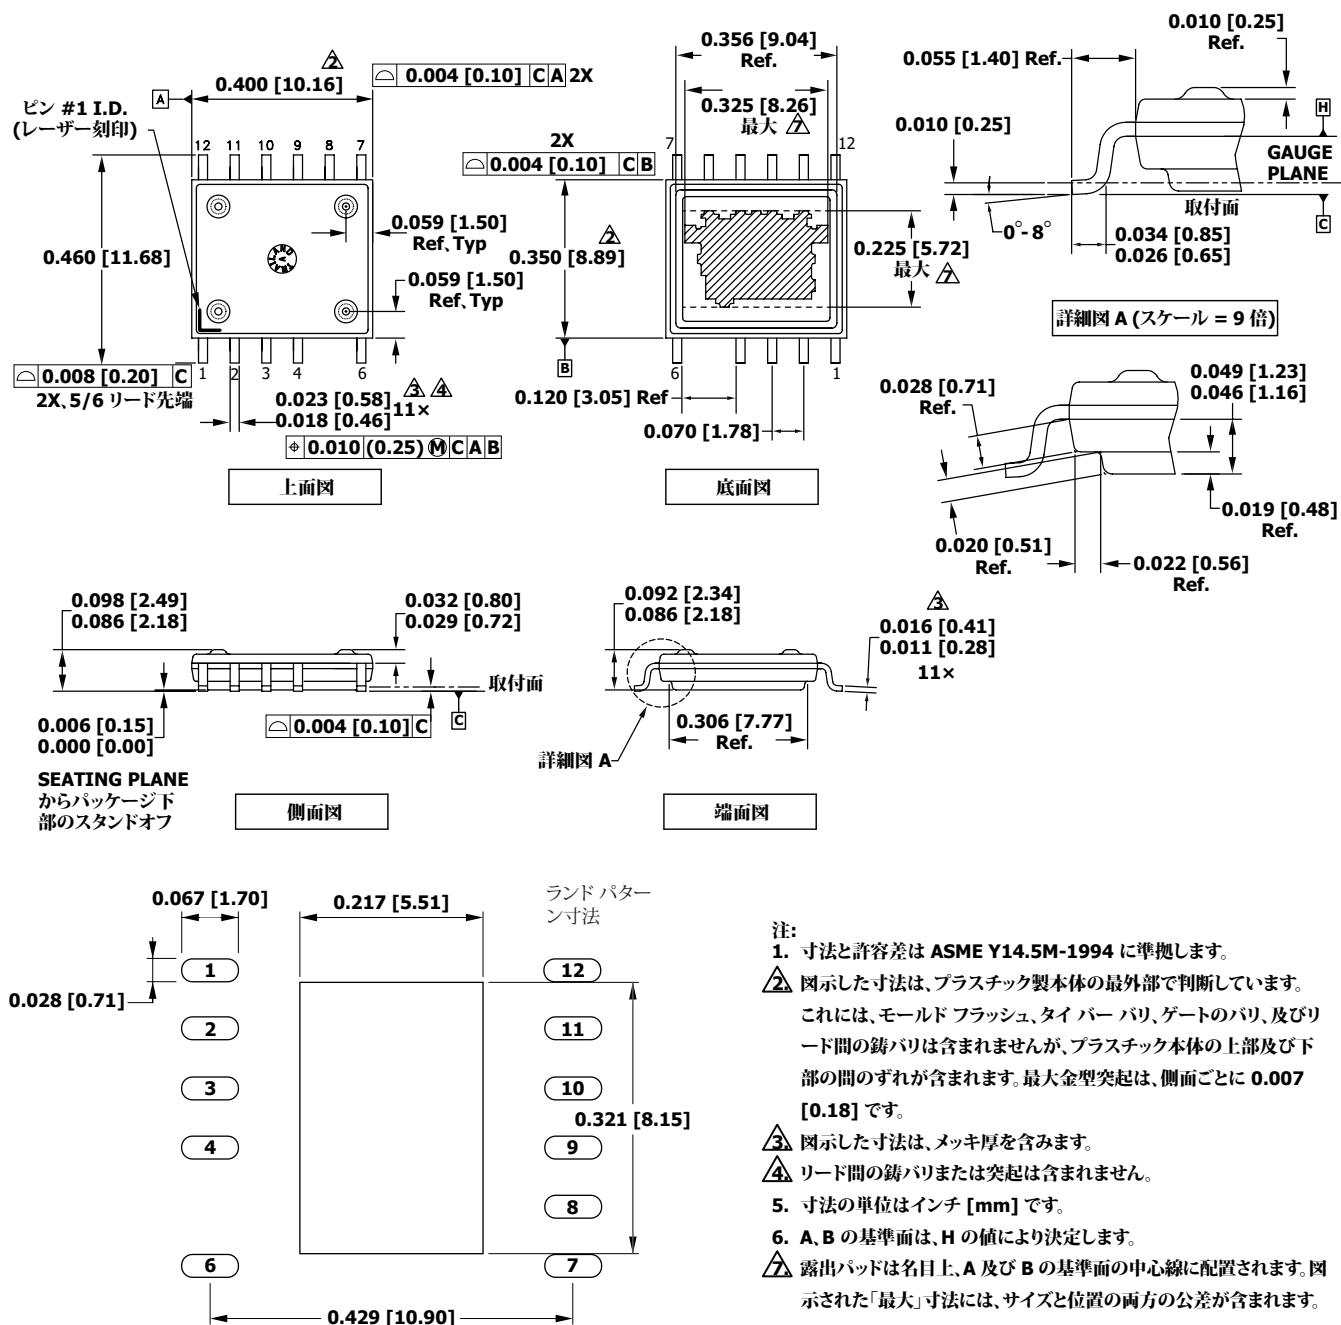 ピン #1 I.D.
(レーザー刻印)
A
2
0.400 [10.16]
0.004 [0.10] C A 2X
12 11 10 9 8 7
0.460 [11.68]
0.059 [1.50]
Ref、Typ
0.059 [1.50]
Ref、Typ
1 2 3 4 6
0.008 [0.20] C
2X、5/6 リード先端
0.023 [0.58]
0.018 [0.46]
11×
3 4
⌖ 0.010 (0.25) Ⓜ C A B
上面図
0.356 [9.04]
Ref.
0.325 [8.26]
最大 7
2X
0.004 [0.10] C B
7 12
0.350 [8.89]
2
0.225 [5.72]
最大 7
B
6 1
0.120 [3.05] Ref
0.070 [1.78]
底面図
0.010 [0.25]
Ref.
0.055 [1.40] Ref.
0.010 [0.25]
H
GAUGE
PLANE
取付面
C
0°- 8°
0.034 [0.85]
0.026 [0.65]
詳細図 A (スケール = 9 倍)
0.028 [0.71]
Ref.
0.049 [1.23]
0.046 [1.16]
0.019 [0.48]
Ref.
0.020 [0.51]
Ref.
0.022 [0.56]
Ref.
0.098 [2.49]
0.086 [2.18]
0.032 [0.80]
0.029 [0.72]
取付面
0.006 [0.15]
0.000 [0.00]
0.004 [0.10] C
C
SEATING PLANE
からパッケージ下
部のスタンドオフ
側面図
0.092 [2.34]
0.086 [2.18]
3
0.016 [0.41]
0.011 [0.28]
11×
0.306 [7.77]
Ref.
詳細図 A
端面図
0.067 [1.70]
0.217 [5.51]
ランド パター
ン寸法
0.028 [0.71]
1 12
2 11
3 10
0.321 [8.15]
4 9
8
6 7
0.429 [10.90]
注:
1. 寸法と許容差は ASME Y14.5M-1994 に準拠します。
2. 図示した寸法は、プラスチック製本体の最外部で判断しています。
これには、モールド フラッシュ、タイ バー バリ、ゲートのバリ、及びリ
ード間の鋳バリは含まれませんが、プラスチック本体の上部及び下
部の間のずれが含まれます。最大金型突起は、側面ごとに 0.007
[0.18] です。
3. 図示した寸法は、メッキ厚を含みます。
4. リード間の鋳バリまたは突起は含まれません。
5. 寸法の単位はインチ [mm] です。
6. A、B の基準面は、H の値により決定します。
7. 露出パッドは名目上、A 及び B の基準面の中心線に配置されます。図
示された「最大」寸法には、サイズと位置の両方の公差が含まれます。